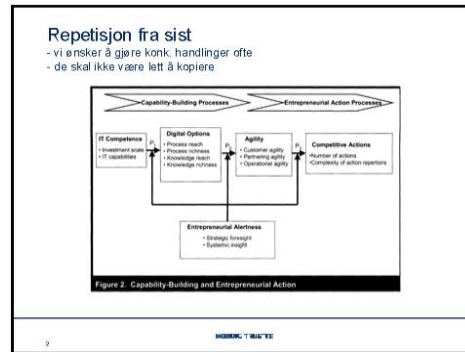 Repetisjon fra sist
- vi ønsker å gjøre konk. handlinger ofte
- de skal ikke være lett å kopiere
Capability-Building Processes
Entrepreneurial Action Processes
IT Competence
• Investment scale
• IT capabilities
P1
Digital Options
• Process reach
• Process richness
• Knowledge reach
• Knowledge richness
Agility
• Customer agility
• Partnering agility
• Operational agility
Competitive Actions
•Number of actions
•Complexity of action repertoire
Entrepreneurial Alertness
• Strategic foresight
• Systemic insight
Figure 2. Capability-Building and Entrepreneurial Action
2